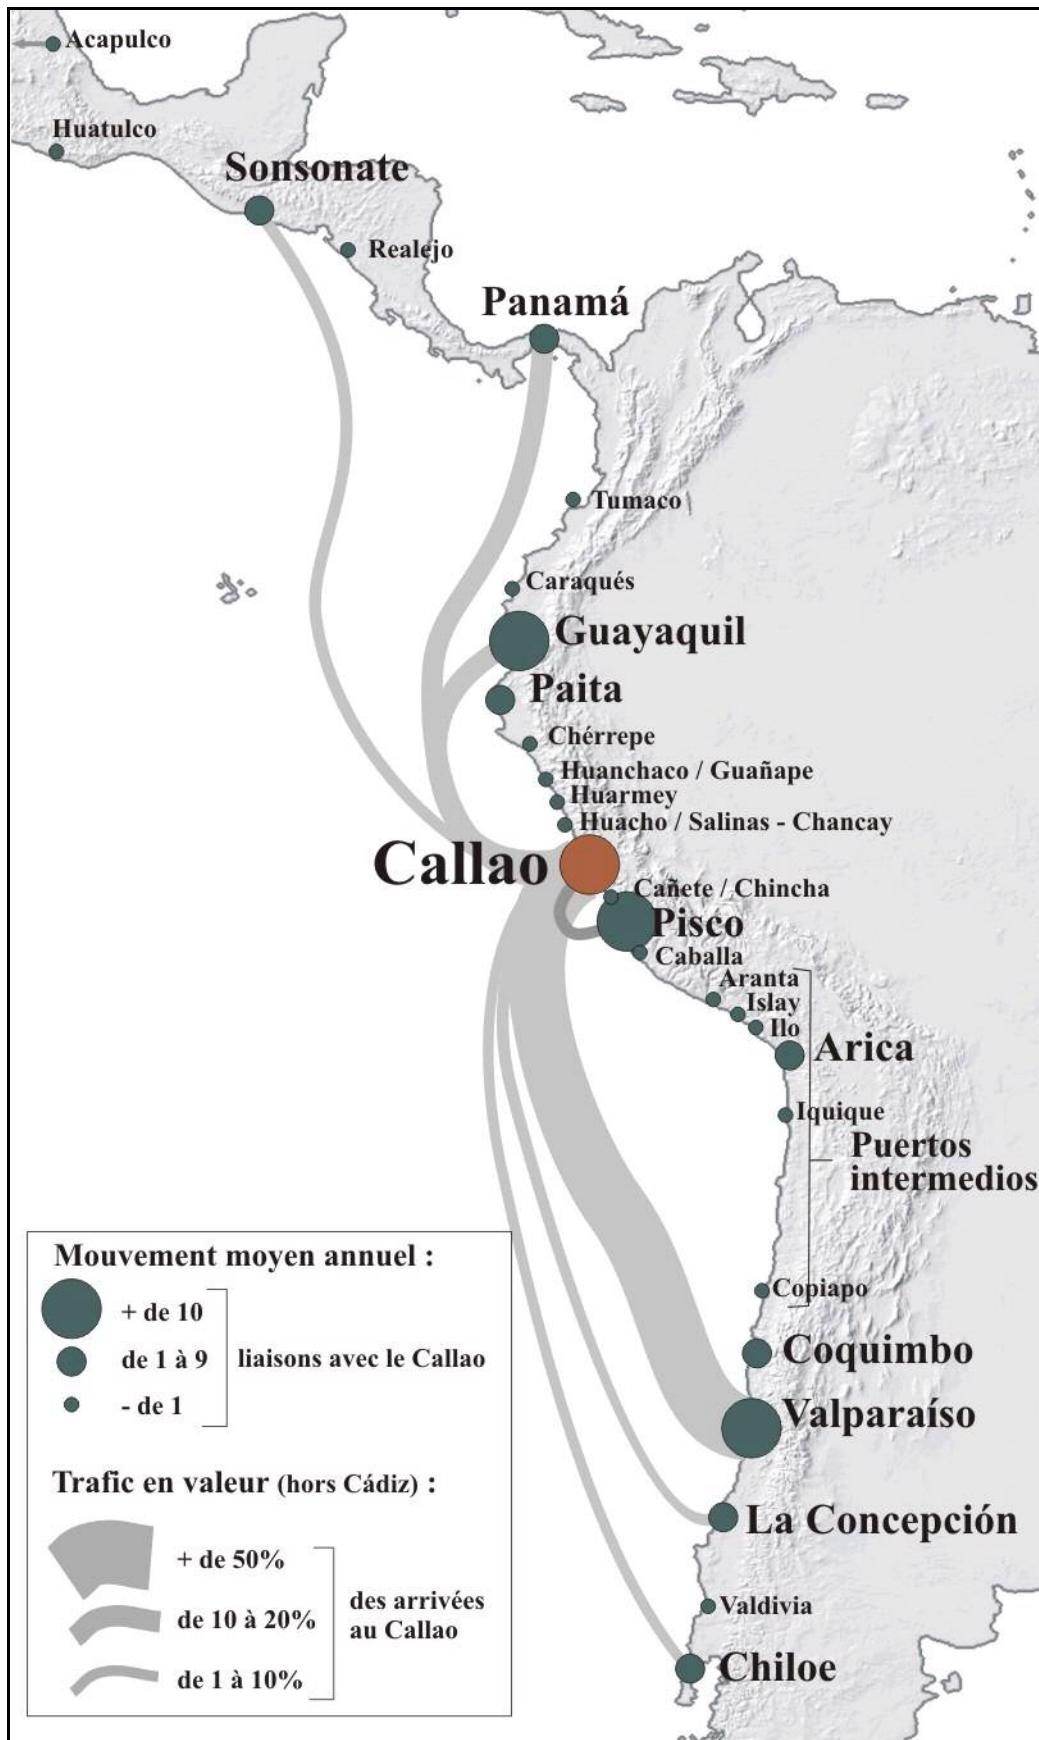 Acapulco
Huatulco
Sonsonate
Realejo
Panamá
Tumaco
Caraqués
Guayaquil
Paita
Chérrepe
Huanchaco / Guañape
Huarmey
Huacho / Salinas - Chancay
Callao
Cañete / Chincha
Pisco
Caballa
Aranta
Islay
Ilo
Arica
Iquique
Puertos
intermedios
Copiapo
Coquimbo
Valparaíso
La Concepción
Valdivia
Chiloe
Mouvement moyen annuel :
+ de 10
de 1 à 9
liaisons avec le Callao
- de 1
Trafic en valeur (hors Cádiz) :
+ de 50%
de 10 à 20%
des arrivées
au Callao
de 1 à 10%